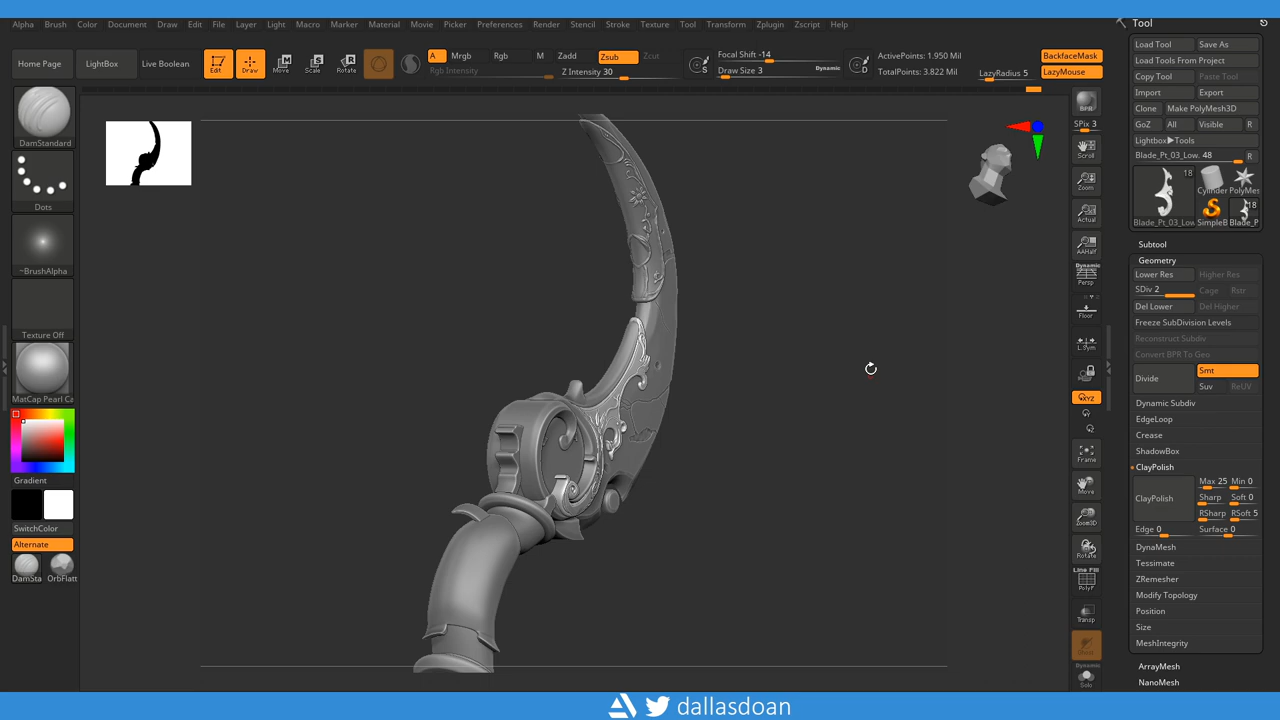 Alpha Brush Color Document Draw Edit File Layer Light Macro Marker Material Movie Picker Preferences Render Stencil Stroke Texture Tool Transform Zplugin Zscript Help
Home Page LightBox Live Boolean Edit Draw Move Scale Rotate
A Mrgb Rgb M Zadd Zsub Zcut
Rgb Intensity Z Intensity 30
Focal Shift -14
Draw Size 3 Dynamic
S
D
ActivePoints: 1.950 Mil
TotalPoints: 3.822 Mil
LazyRadius 5
BackfaceMask
LazyMouse
DamStandard
Dots
~BrushAlpha
Texture Off
MatCap Pearl Ca
Gradient
SwitchColor
Alternate
DamSta OrbFlatt
BPR
SPix 3
Scroll
Zoom
Actual
AAHalf
Dynamic
Persp
Floor
L.Sym
XYZ
Frame
Move
Zoom3D
Rotate
Line Fill
PolyF
Transp
Dynamic
Solo
Tool
Load Tool Save As
Load Tools From Project
Copy Tool Paste Tool
Import Export
Clone Make PolyMesh3D
GoZ All Visible R
Lightbox▶Tools
Blade_Pt_03_Low. 48 R
18
Cylinder PolyMes
18
Blade_Pt_03_Low SimpleB Blade_P
Subtool
Geometry
Lower Res Higher Res
SDiv 2 Cage Rstr
Del Lower Del Higher
Freeze SubDivision Levels
Reconstruct Subdiv
Convert BPR To Geo
Divide Smt
Suv ReUV
Dynamic Subdiv
EdgeLoop
Crease
ShadowBox
ClayPolish
ClayPolish Max 25 Min 0
Sharp Soft 0
RSharp RSoft 5
Edge 0 Surface 0
DynaMesh
Tessimate
ZRemesher
Modify Topology
Position
Size
MeshIntegrity
ArrayMesh
NanoMesh
dallasdoan